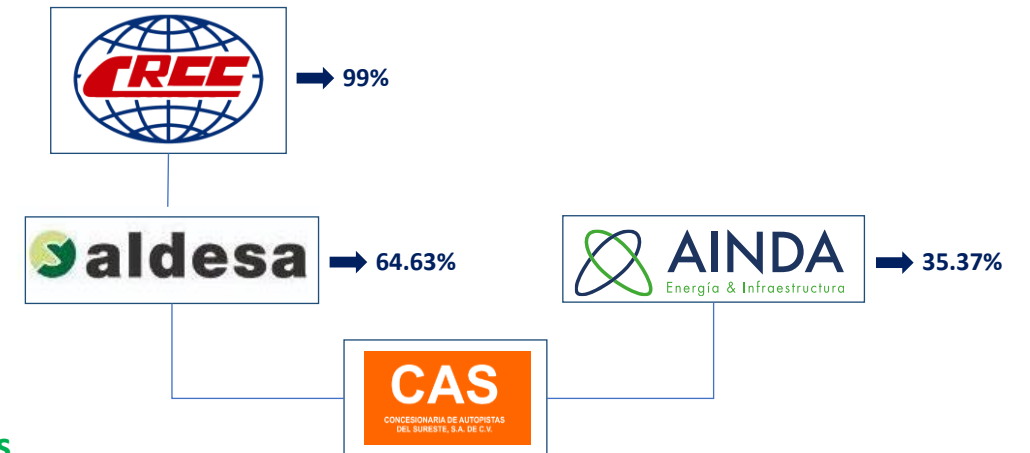 CRCC
99%
aldesa
64.63%
AINDA
Energía & Infraestructura
35.37%
CAS
CONCESIONARIA DE AUTOPISTAS
DEL SURESTE, S.A. DE C.V.